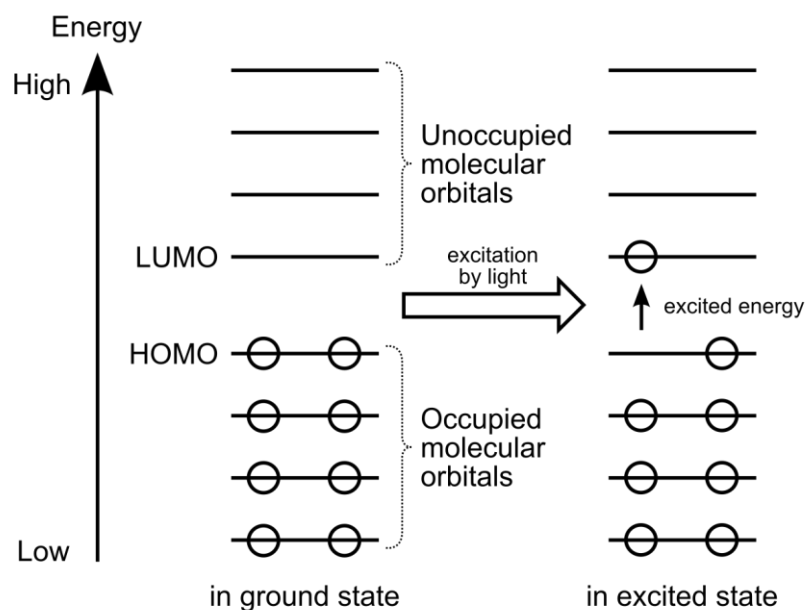 Energy
High
Unoccupied
molecular
orbitals
LUMO
excitation
by light
excited energy
HOMO
Occupied
molecular
orbitals
Low
in ground state
in excited state